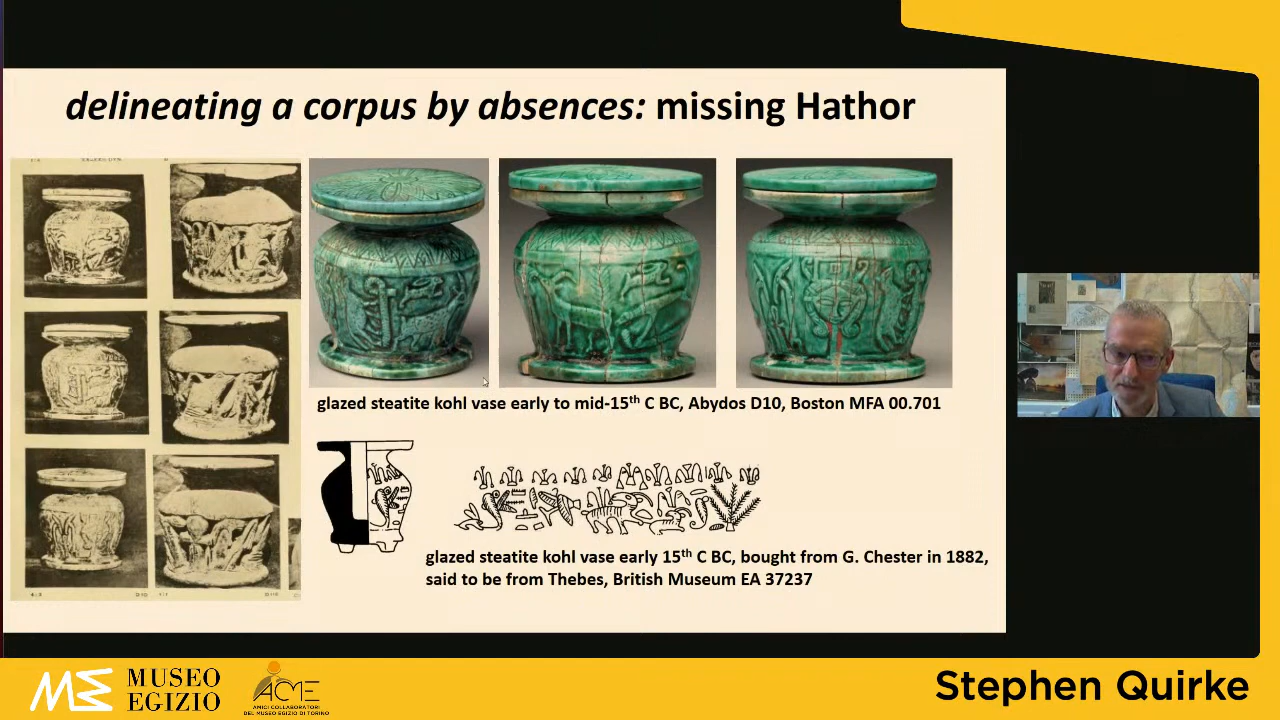 delineating a corpus by absences: missing Hathor
glazed steatite kohl vase early to mid-15th C BC, Abydos D10, Boston MFA 00.701
glazed steatite kohl vase early 15th C BC, bought from G. Chester in 1882,
said to be from Thebes, British Museum EA 37237
ME MUSEO
EGIZIO
ACME
AMICI COLLABORATORI
DEL MUSEO EGIZIO DI TORINO
Stephen Quirke